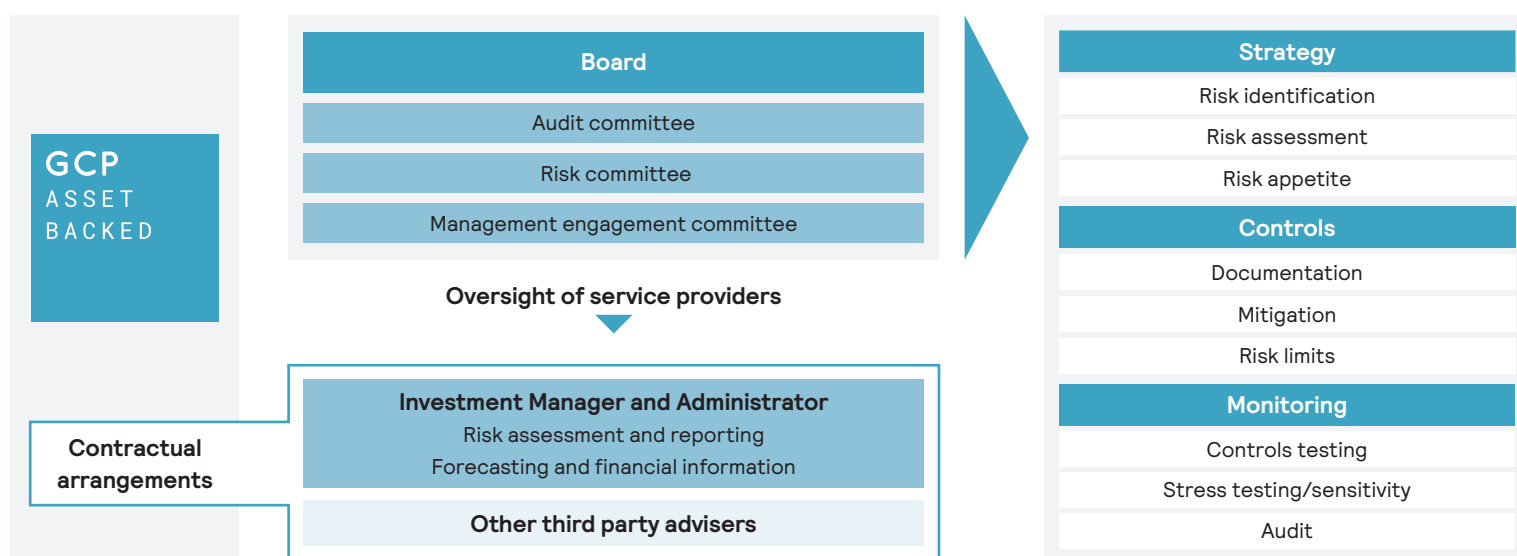 GCP
ASSET
BACKED
Board
Audit committee
Risk committee
Management engagement committee
Oversight of service providers
Contractual
arrangements
Investment Manager and Administrator
Risk assessment and reporting
Forecasting and financial information
Other third party advisers
Strategy
Risk identification
Risk assessment
Risk appetite
Controls
Documentation
Mitigation
Risk limits
Monitoring
Controls testing
Stress testing/sensitivity
Audit